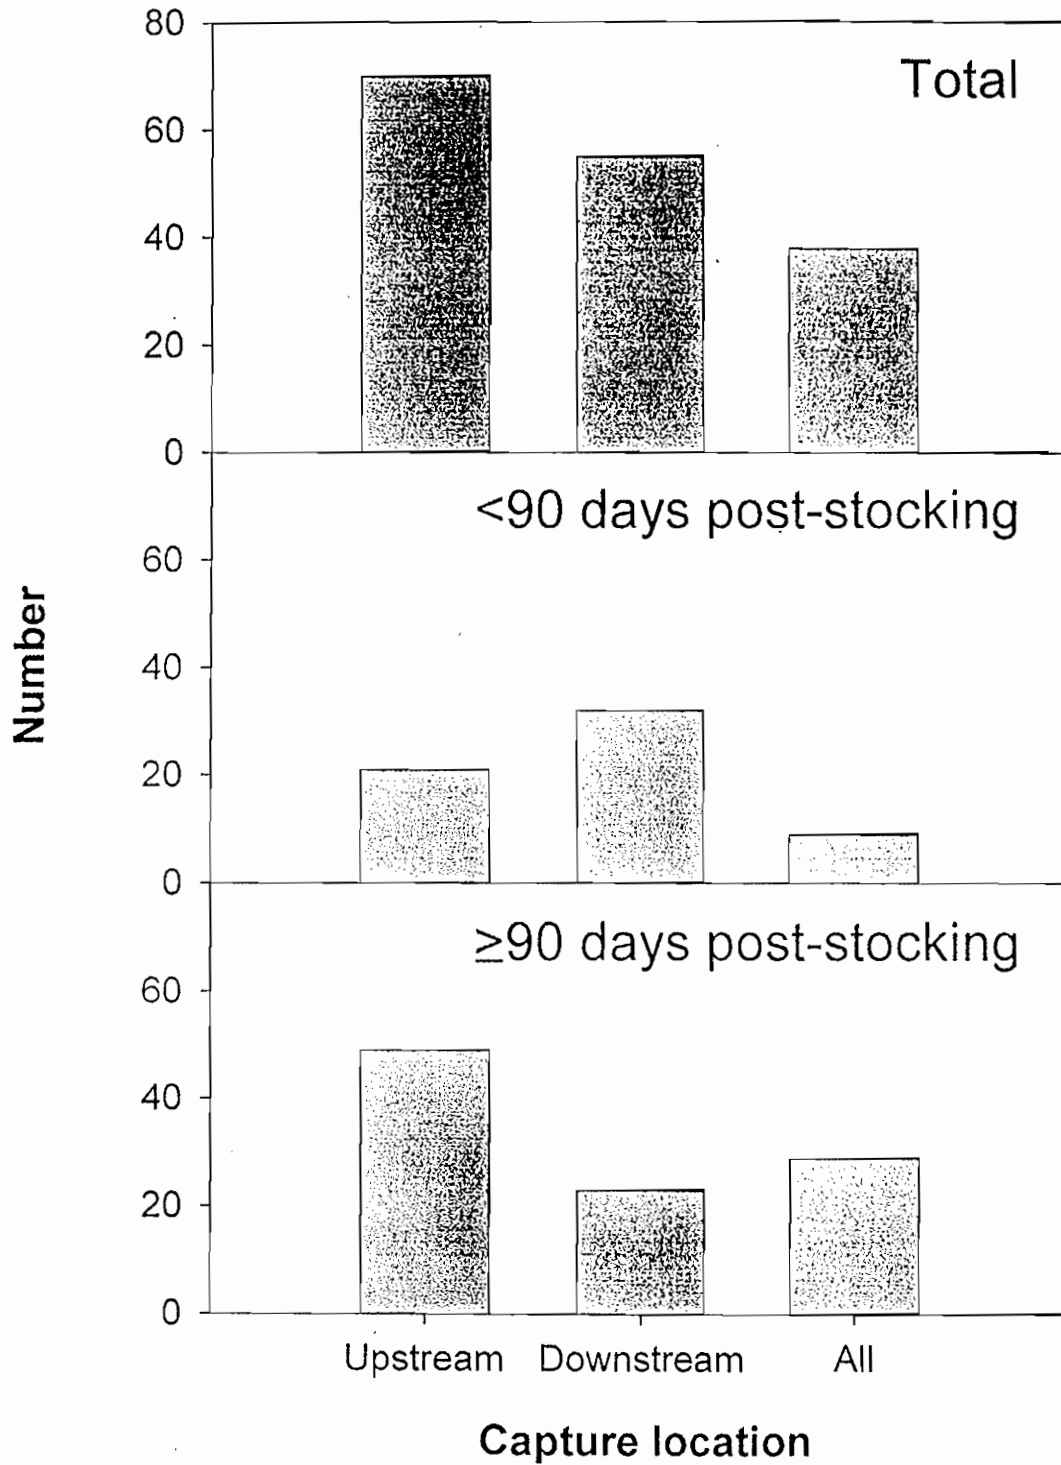 80
Total
60
40
20
0
<90 days post-stocking
60
40
20
0
≥90 days post-stocking
60
40
20
0
Number
Upstream Downstream All
Capture location